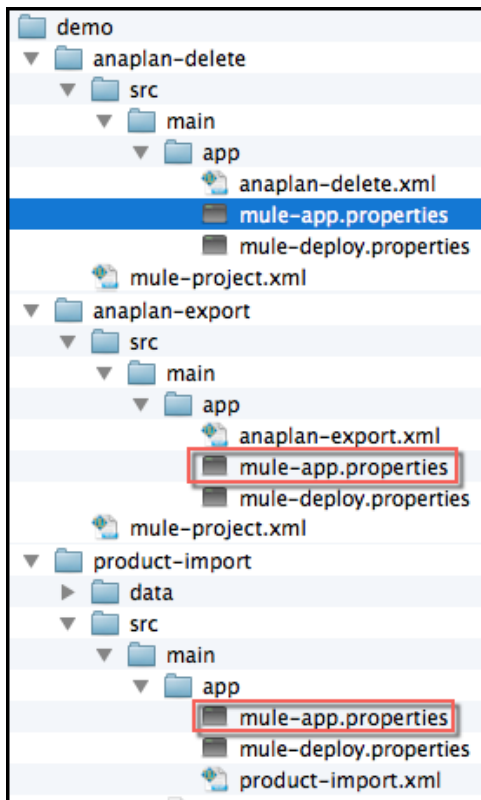 demo
anaplan-delete
src
main
app
anaplan-delete.xml
mule-app.properties
mule-deploy.properties
mule-project.xml
anaplan-export
src
main
app
anaplan-export.xml
mule-app.properties
mule-deploy.properties
mule-project.xml
product-import
data
src
main
app
mule-app.properties
mule-deploy.properties
product-import.xml